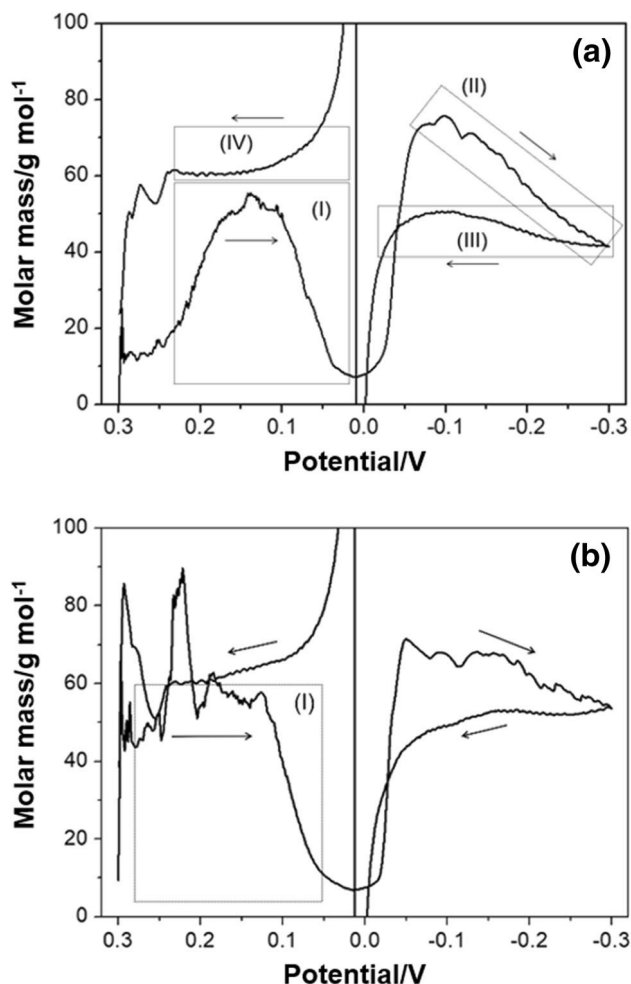 (a)
Molar mass/g mol⁻¹
100
80
60
40
20
0
(IV)
(I)
(II)
(III)
0.3
0.2
0.1
0.0
-0.1
-0.2
-0.3
Potential/V
(b)
Molar mass/g mol⁻¹
100
80
60
40
20
0
(I)
0.3
0.2
0.1
0.0
-0.1
-0.2
-0.3
Potential/V